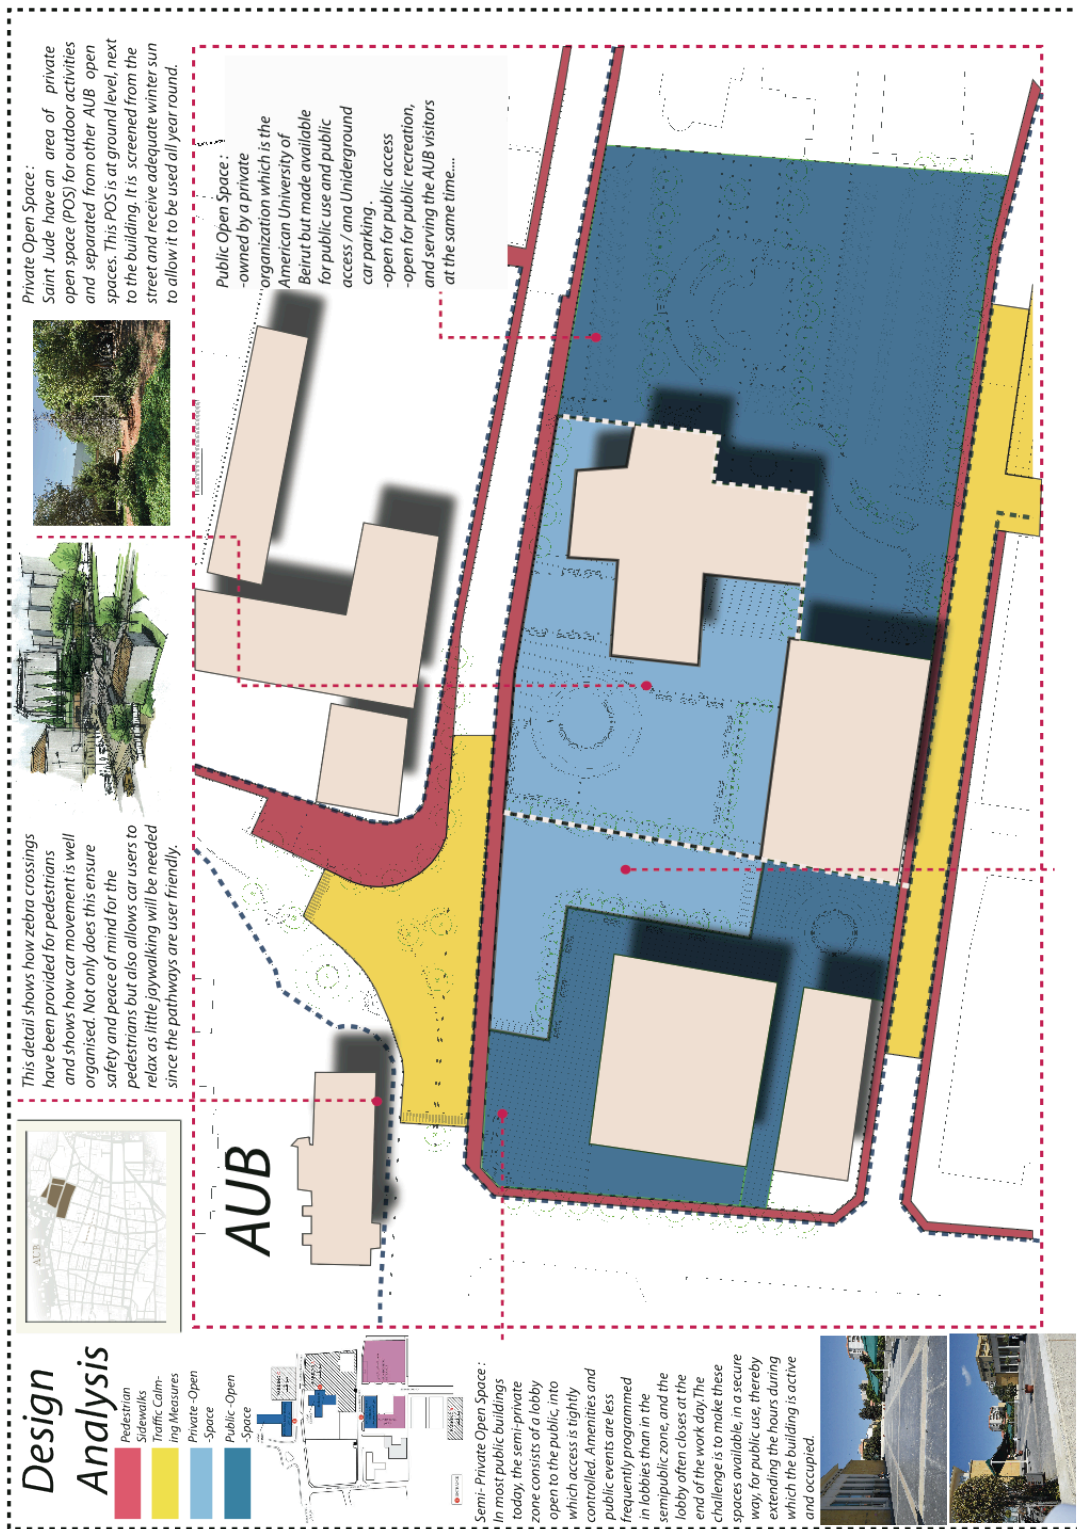 Design
Analysis
Pedestrian
Sidewalks
Traffic Calm-
ing Measures
Private -Open
-Space
Public -Open
-Space
Semi- Private Open Space :
In most public buildings
today, the semi-private
zone consists of a lobby
open to the public, into
which access is tightly
controlled. Amenities and
public events are less
frequently programmed
in lobbies than in the
semipublic zone, and the
lobby often closes at the
end of the work day.The
challenge is to make these
spaces available, in a secure
way, for public use, thereby
extending the hours during
which the building is active
and occupied.
AUB
This detail shows how zebra crossings
have been provided for pedestrians
and shows how car movement is well
organised. Not only does this ensure
safety and peace of mind for the
pedestrians but also allows car users to
relax as little jaywalking will be needed
since the pathways are user friendly.
AUB
Private Open Space :
Saint Jude have an area of private
open space (POS) for outdoor activities
and separated from other AUB open
spaces. This POS is at ground level, next
to the building. It is screened from the
street and receive adequate winter sun
to allow it to be used all year round.
Public Open Space :
-owned by a private
organization which is the
American University of
Beirut but made available
for public use and public
access / ana Uniderground
car parking .
-open for public access
-open for public recreation,
and serving the AUB visitors
at the same time....